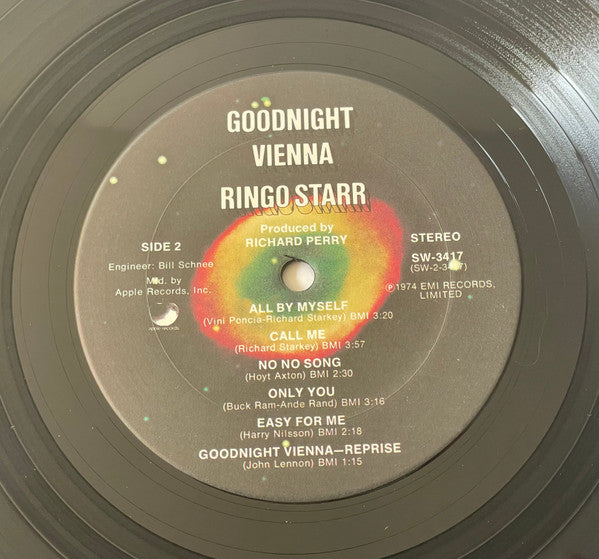 GOODNIGHT
VIENNA
RINGO STARR
Produced by
RICHARD PERRY
SIDE 2
Engineer: Bill Schnee
Mfd. by
Apple Records, Inc.
apple records
STEREO
SW-3417
℗1974 EMI RECORDS,
LIMITED
ALL BY MYSELF
(Vini Poncia-Richard Starkey) BMI 3:20
CALL ME
(Richard Starkey) BMI 3:57
NO NO SONG
(Hoyt Axton) BMI 2:30
ONLY YOU
(Buck Ram-Ande Rand) BMI 3:16
EASY FOR ME
(Harry Nilsson) BMI 2:18
GOODNIGHT VIENNA—REPRISE
(John Lennon) BMI 1:15